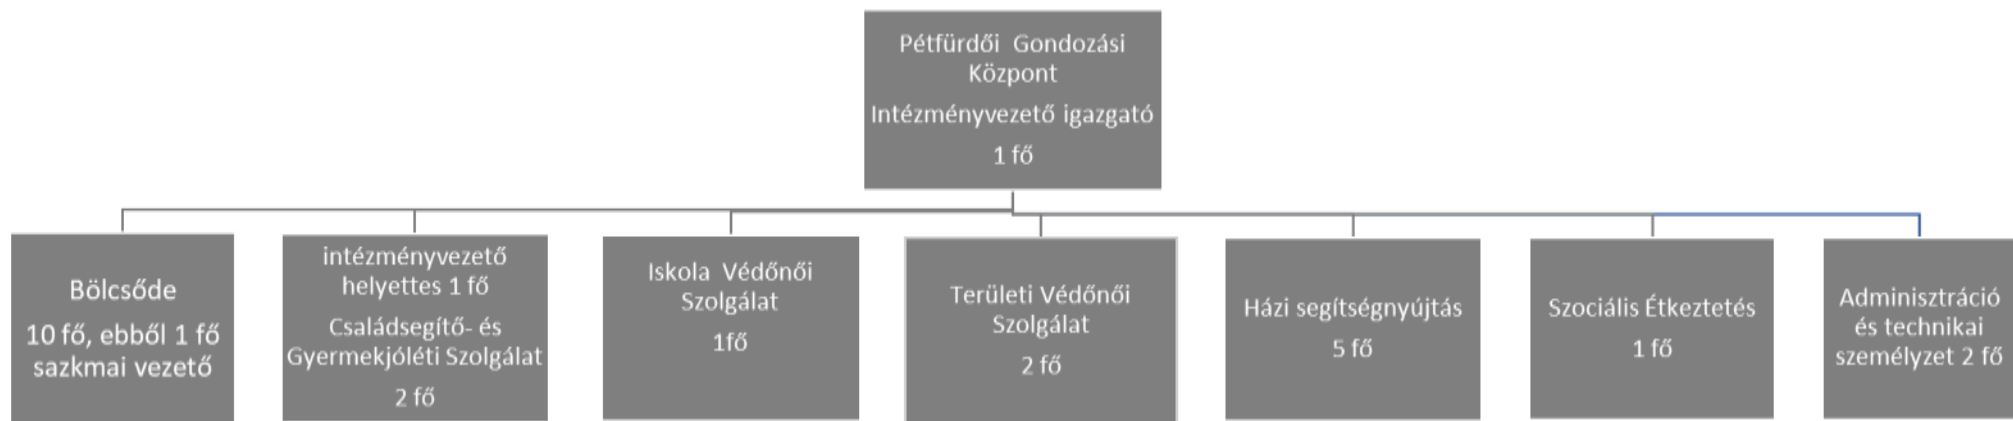 Pétfürdői Gondozási
Központ
Intézményvezető igazgató
1 fő
Bölcsőde
10 fő, ebből 1 fő
sazkmai vezető
intézményvezető
helyettes 1 fő
Családsegítő- és
Gyermekjóléti Szolgálat
2 fő
Iskola Védőnői
Szolgálat
1fő
Területi Védőnői
Szolgálat
2 fő
Házi segítségnyújtás
5 fő
Szociális Étkeztetés
1 fő
Adminisztráció
és technikai
személyzet 2 fő